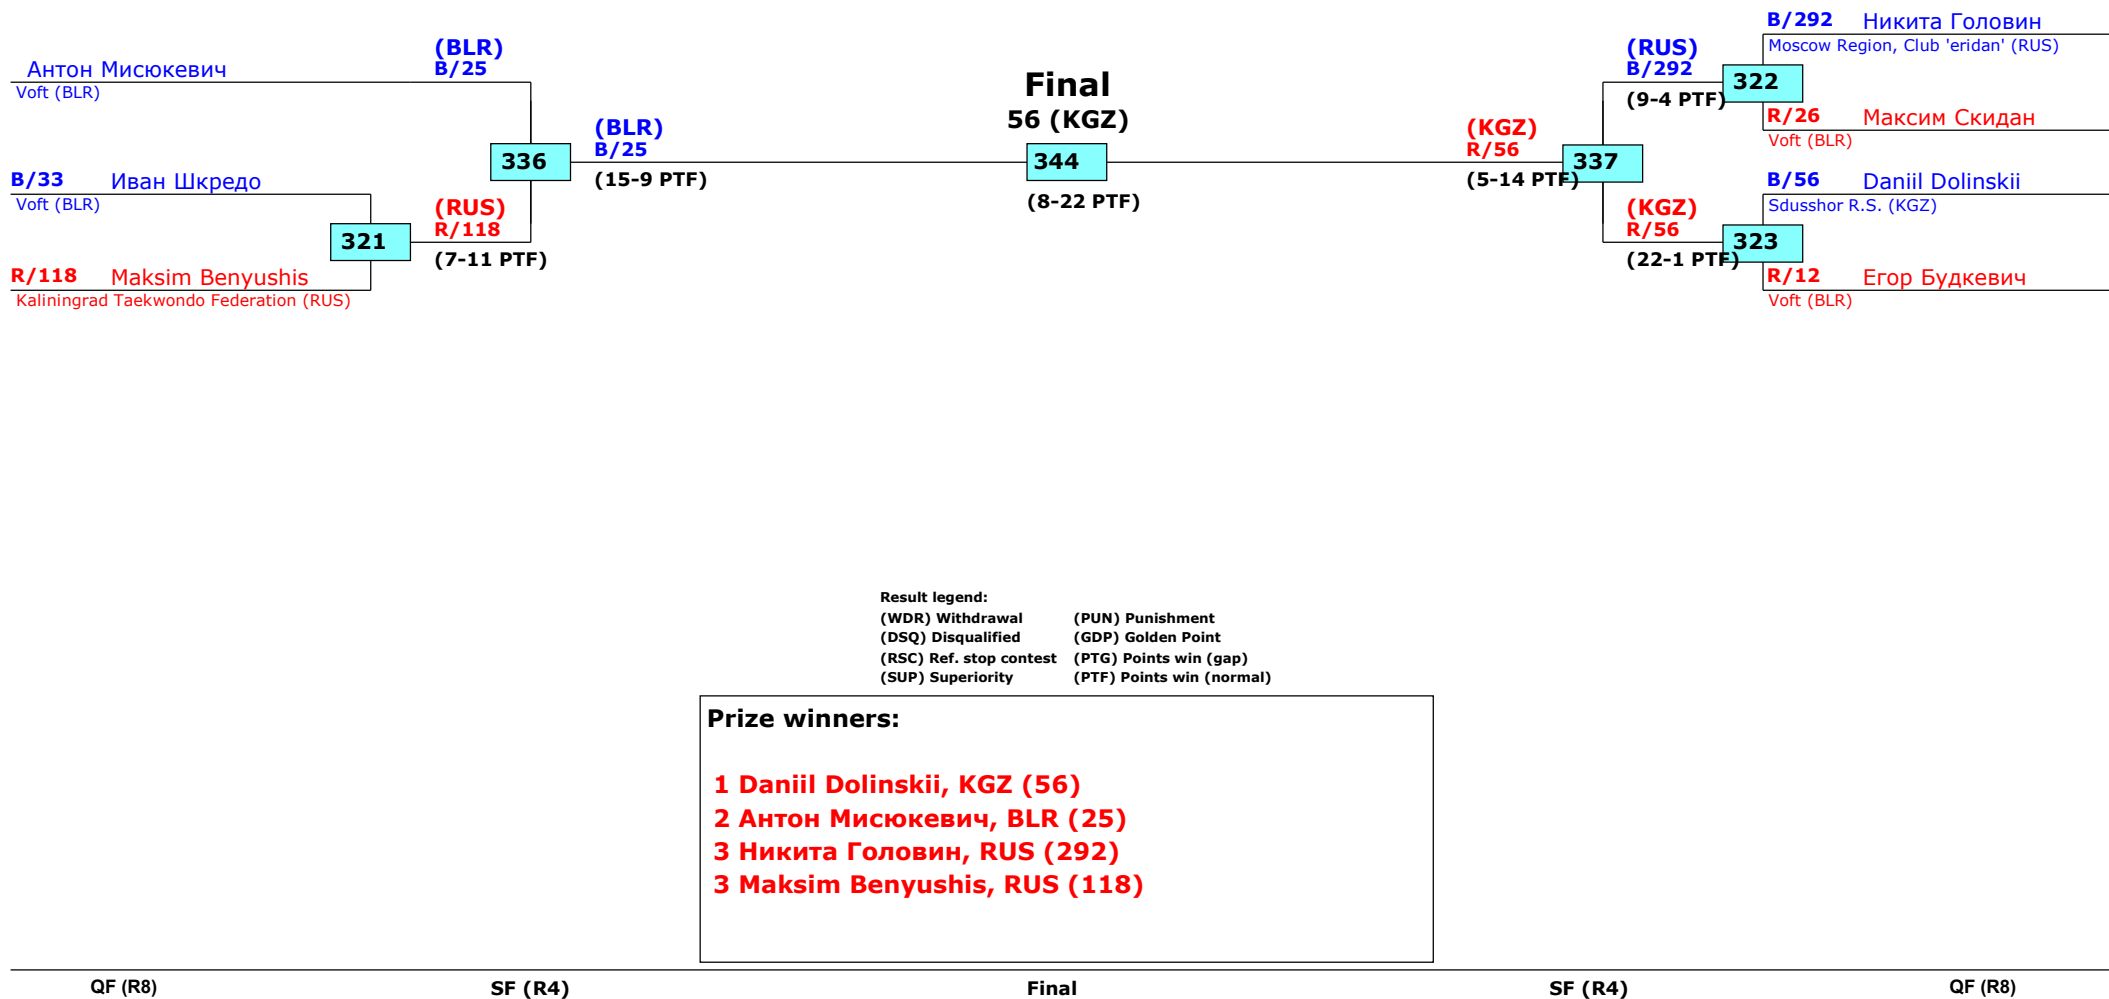 (BLR)
B/25
Антон Мисюкевич
Voft (BLR)
B/33 Иван Шкредо
Voft (BLR)
R/118 Maksim Benyushis
Kaliningrad Taekwondo Federation (RUS)
321
(RUS)
R/118
(7-11 PTF)
336
(BLR)
B/25
(15-9 PTF)
Final
56 (KGZ)
344
(8-22 PTF)
(KGZ)
R/56
(5-14 PTF)
337
(RUS)
B/292
(9-4 PTF)
322
(KGZ)
R/56
(22-1 PTF)
323
B/292 Никита Головин
Moscow Region, Club 'eridan' (RUS)
R/26 Максим Скидан
Voft (BLR)
B/56 Daniil Dolinskii
Sdusshor R.S. (KGZ)
R/12 Егор Будкевич
Voft (BLR)
Result legend:
(WDR) Withdrawal (PUN) Punishment
(DSQ) Disqualified (GDP) Golden Point
(RSC) Ref. stop contest (PTG) Points win (gap)
(SUP) Superiority (PTF) Points win (normal)
Prize winners:
1 Daniil Dolinskii, KGZ (56)
2 Антон Мисюкевич, BLR (25)
3 Никита Головин, RUS (292)
3 Maksim Benyushis, RUS (118)
QF (R8) SF (R4) Final SF (R4) QF (R8)